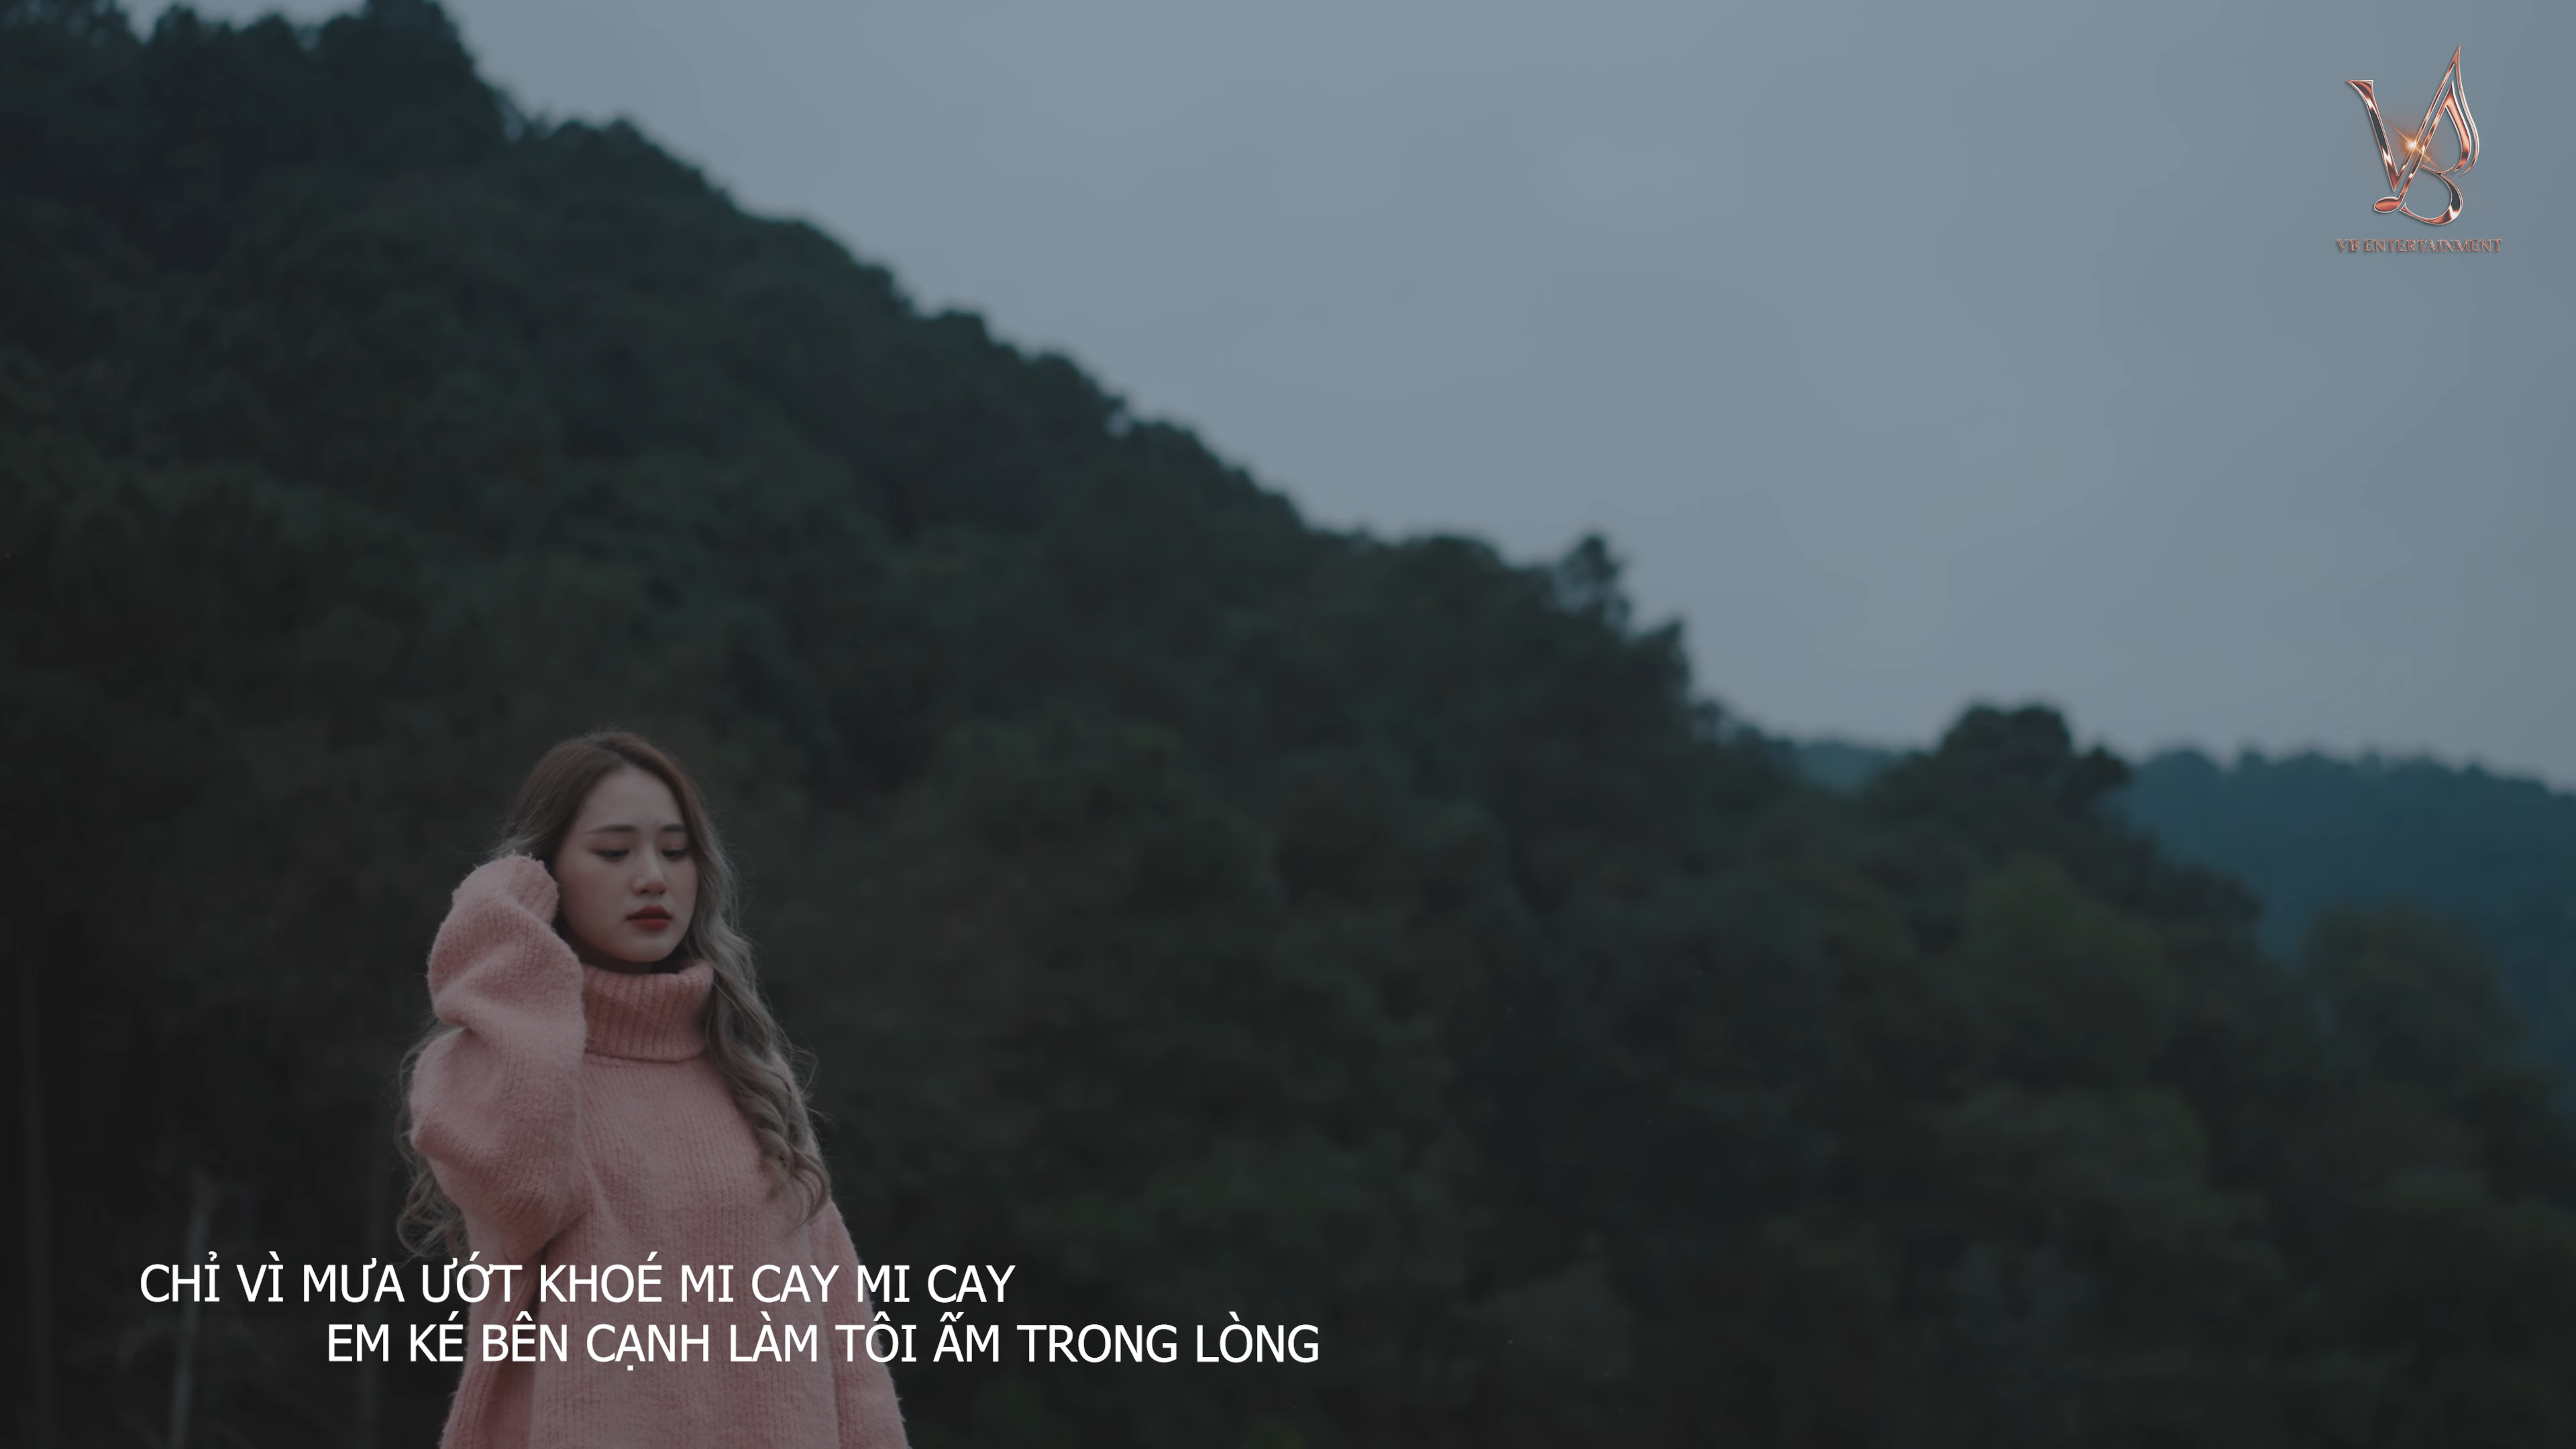 VB ENTERTAINMENT
CHỈ VÌ MƯA ƯỚT KHOÉ MI CAY MI CAY
EM KÉ BÊN CẠNH LÀM TÔI ẤM TRONG LÒNG